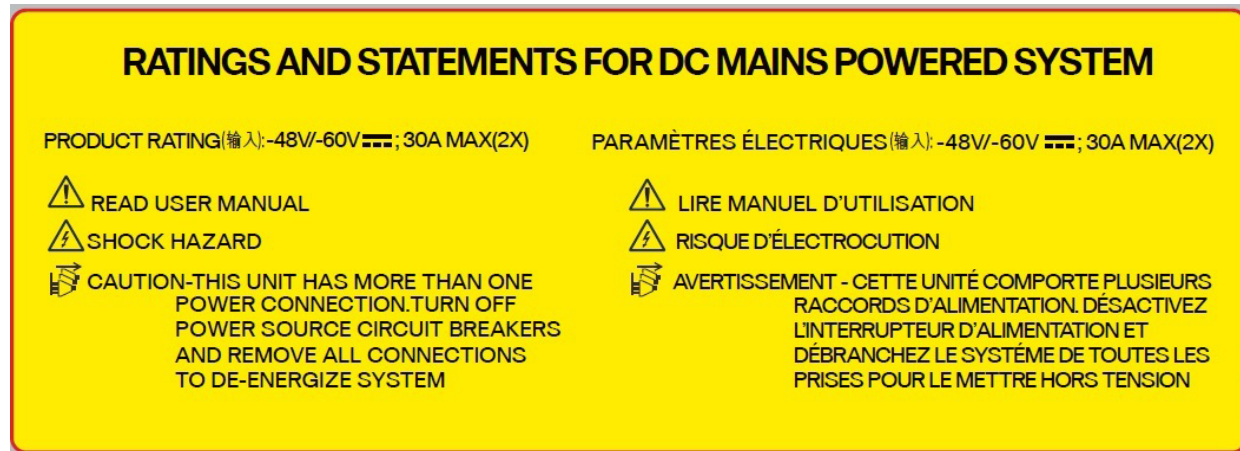 RATINGS AND STATEMENTS FOR DC MAINS POWERED SYSTEM
PRODUCT RATING(输入):-48V/-60V⎓; 30A MAX(2X)
READ USER MANUAL
SHOCK HAZARD
CAUTION-THIS UNIT HAS MORE THAN ONE
POWER CONNECTION.TURN OFF
POWER SOURCE CIRCUIT BREAKERS
AND REMOVE ALL CONNECTIONS
TO DE-ENERGIZE SYSTEM
PARAMÈTRES ÉLECTRIQUES(输入):-48V/-60V ⎓; 30A MAX(2X)
LIRE MANUEL D'UTILISATION
RISQUE D'ÉLECTROCUTION
AVERTISSEMENT - CETTE UNITÉ COMPORTE PLUSIEURS
RACCORDS D'ALIMENTATION. DÉSACTIVEZ
L'INTERRUPTEUR D'ALIMENTATION ET
DÉBRANCHEZ LE SYSTÉME DE TOUTES LES
PRISES POUR LE METTRE HORS TENSION